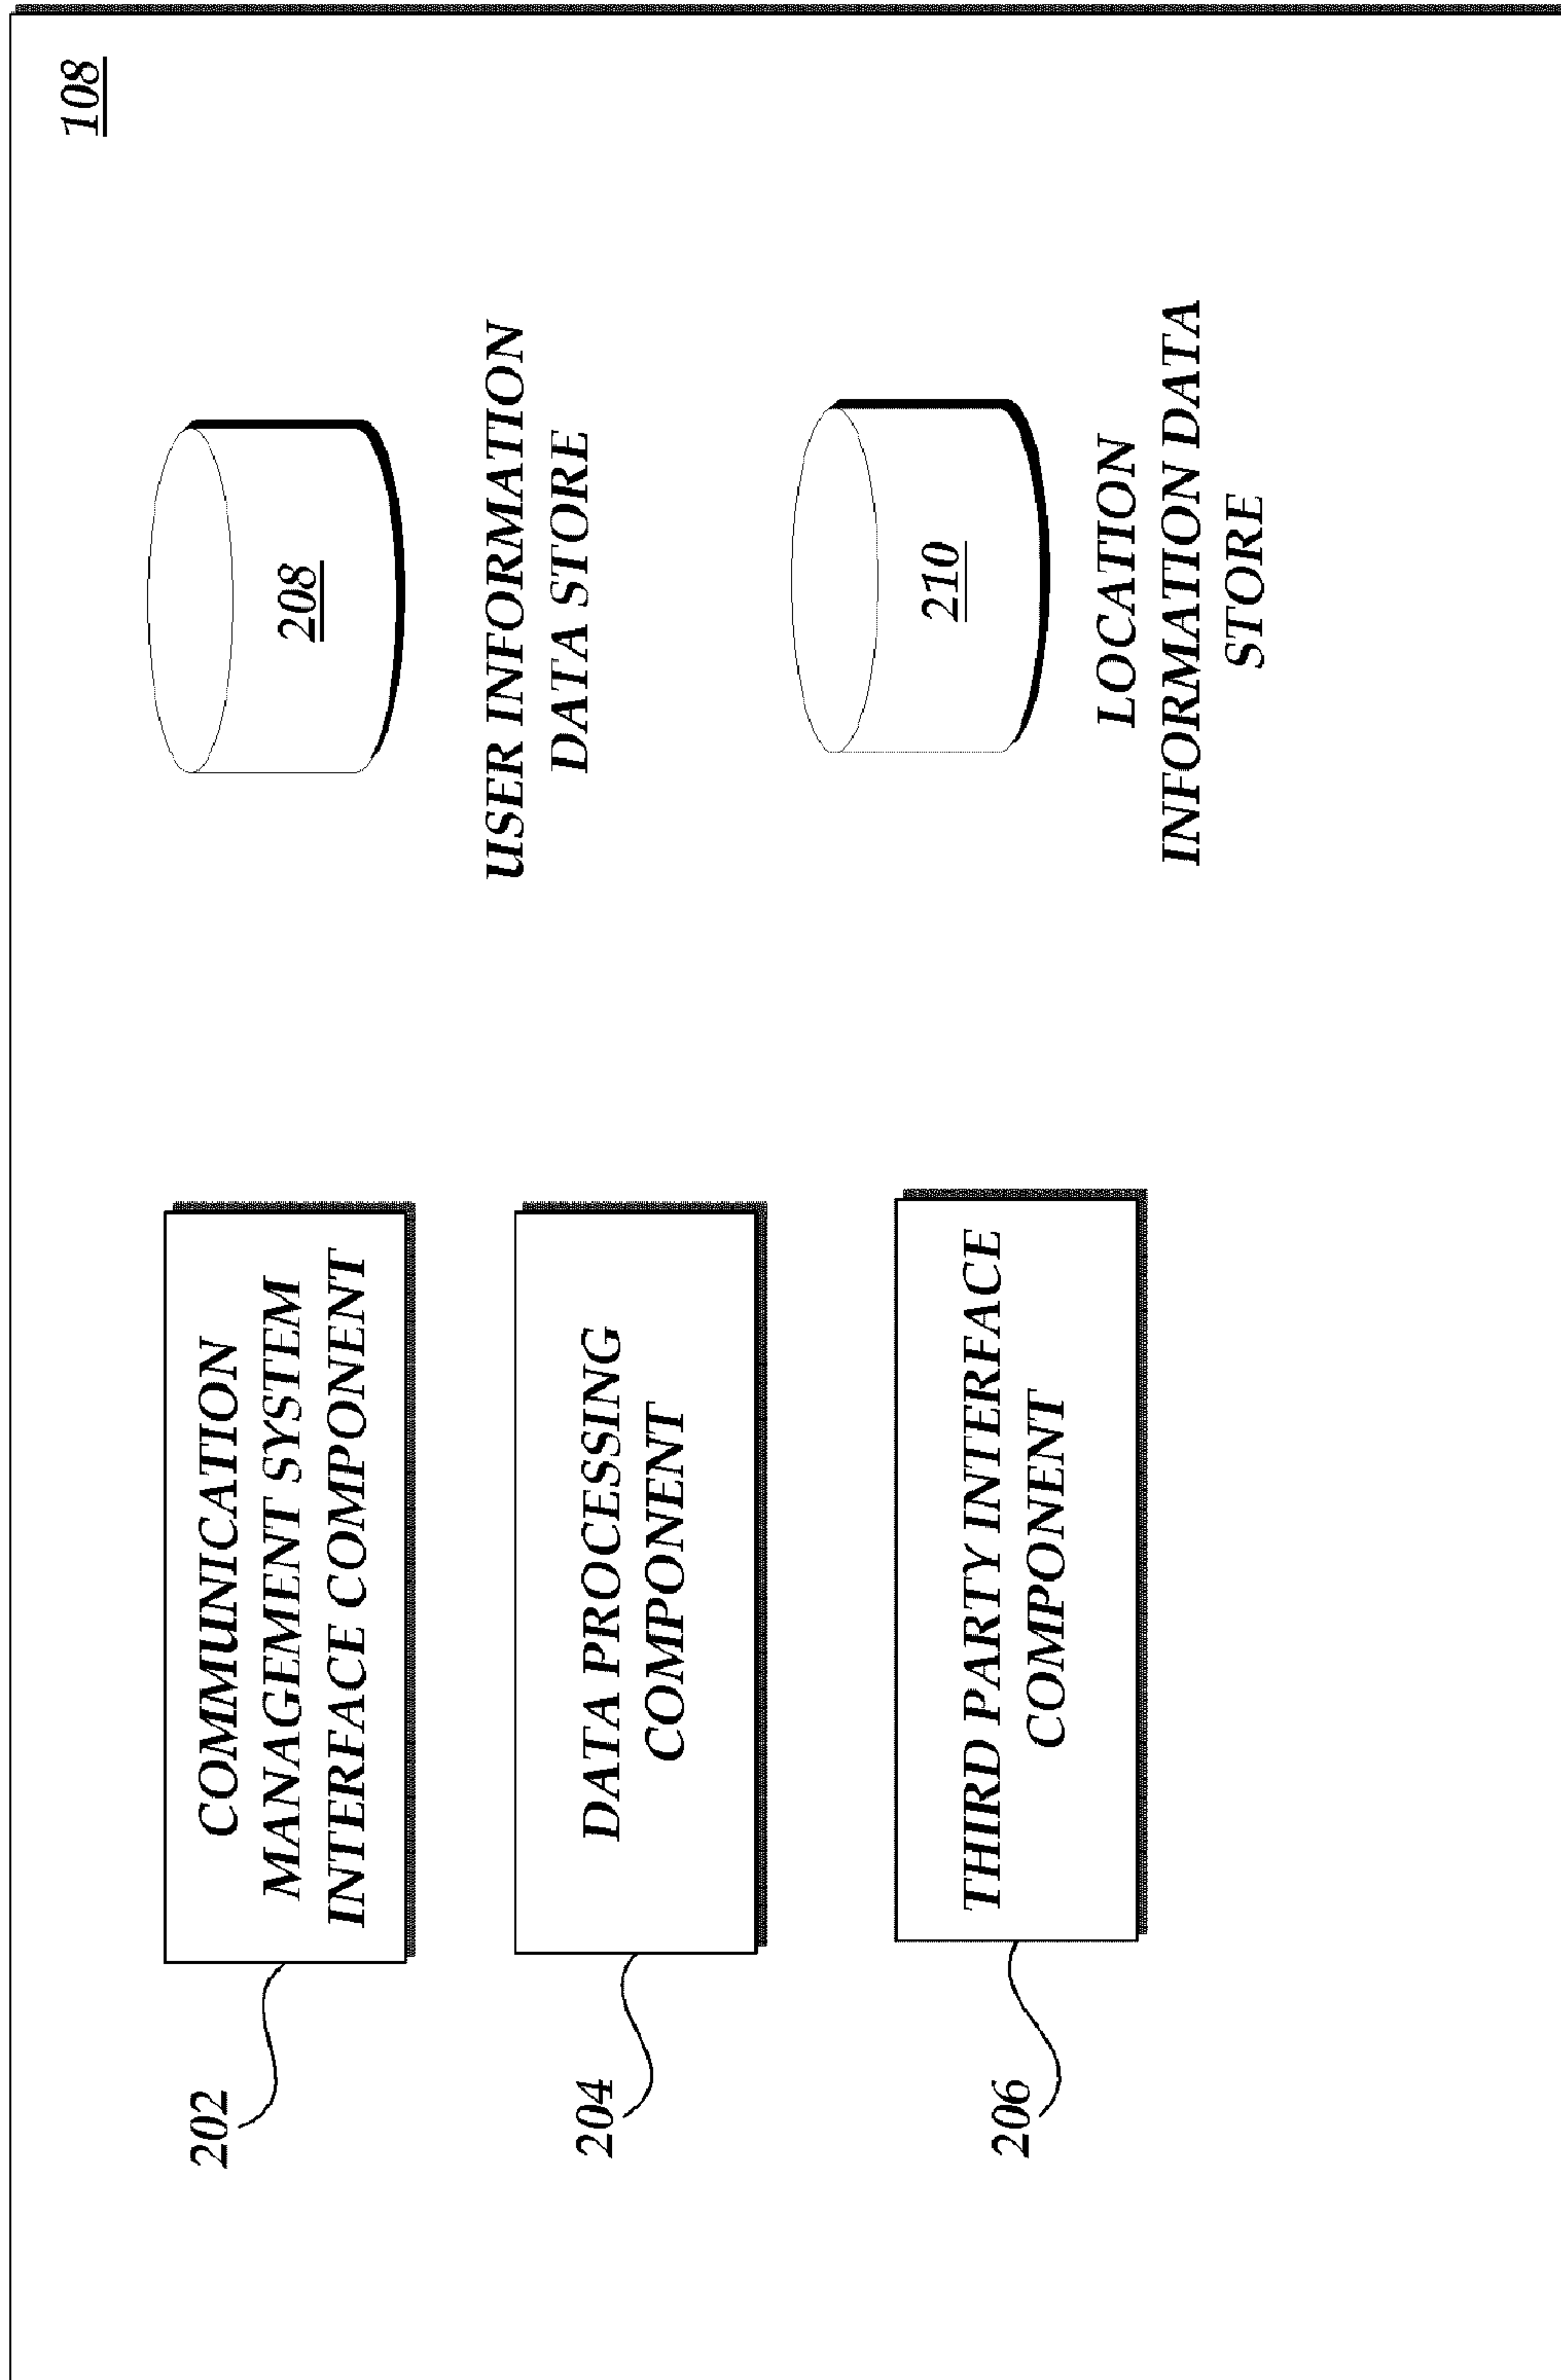 108
202
COMMUNICATION
MANAGEMENT SYSTEM
INTERFACE COMPONENT
208
USER INFORMATION
DATA STORE
204
DATA PROCESSING
COMPONENT
206
THIRD PARTY INTERFACE
COMPONENT
210
LOCATION
INFORMATION DATA
STORE